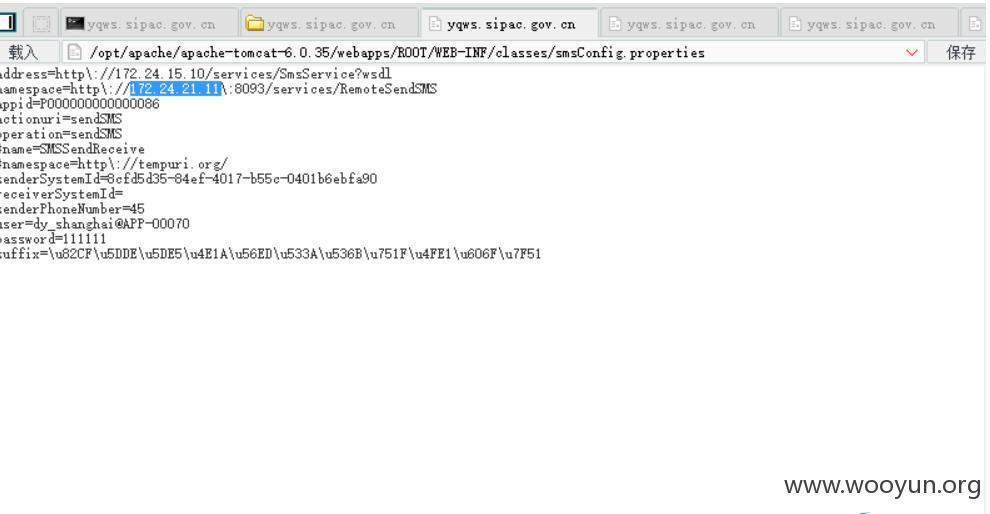 yqws.sipac.gov.cn yqws.sipac.gov.cn yqws.sipac.gov.cn yqws.sipac.gov.cn yqws.sipac.gov.cn
载入 /opt/apache/apache-tomcat-6.0.35/webapps/ROOT/WEB-INF/classes/smsConfig.properties 保存
address=http\://172.24.15.10/services/SmsService?wsdl
namespace=http\://172.24.21.11\:8093/services/RemoteSendSMS
appid=P000000000000086
actionuri=sendSMS
operation=sendSMS
#name=SMSSendReceive
#namespace=http\://tempuri.org/
senderSystemId=8cfd5d35-84ef-4017-b55c-0401b6ebfa90
receiverSystemId=
senderPhoneNumber=45
user=dy_shanghai@APP-00070
password=111111
suffix=\u82CF\u5DDE\u5DE5\u4E1A\u56ED\u533A\u536B\u751F\u4FE1\u606F\u7F51
www.wooyun.org